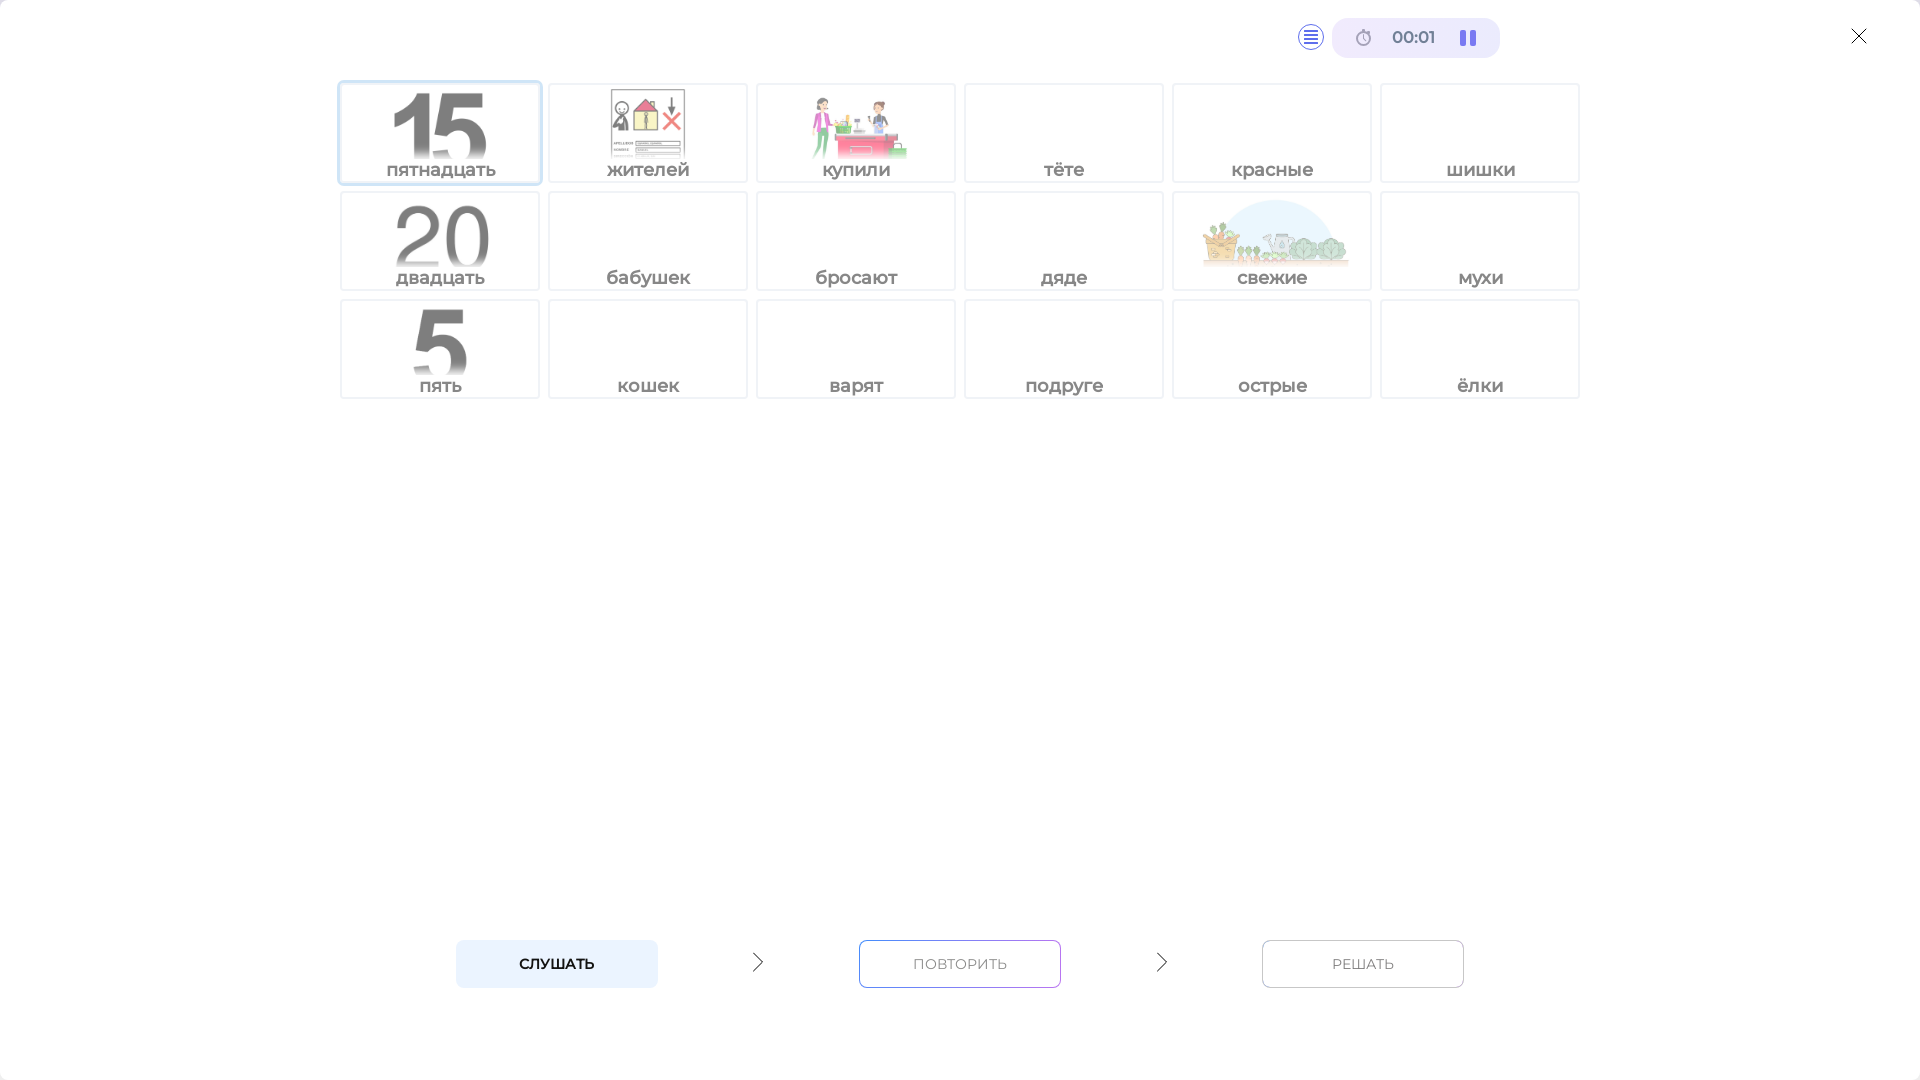 00:01
15
пятнадцать
жителей
купили
тёте
красные
шишки
20
двадцать
бабушек
бросают
дяде
свежие
мухи
5
пять
кошек
варят
подруге
острые
ёлки
СЛУШАТЬ
ПОВТОРИТЬ
РЕШАТЬ